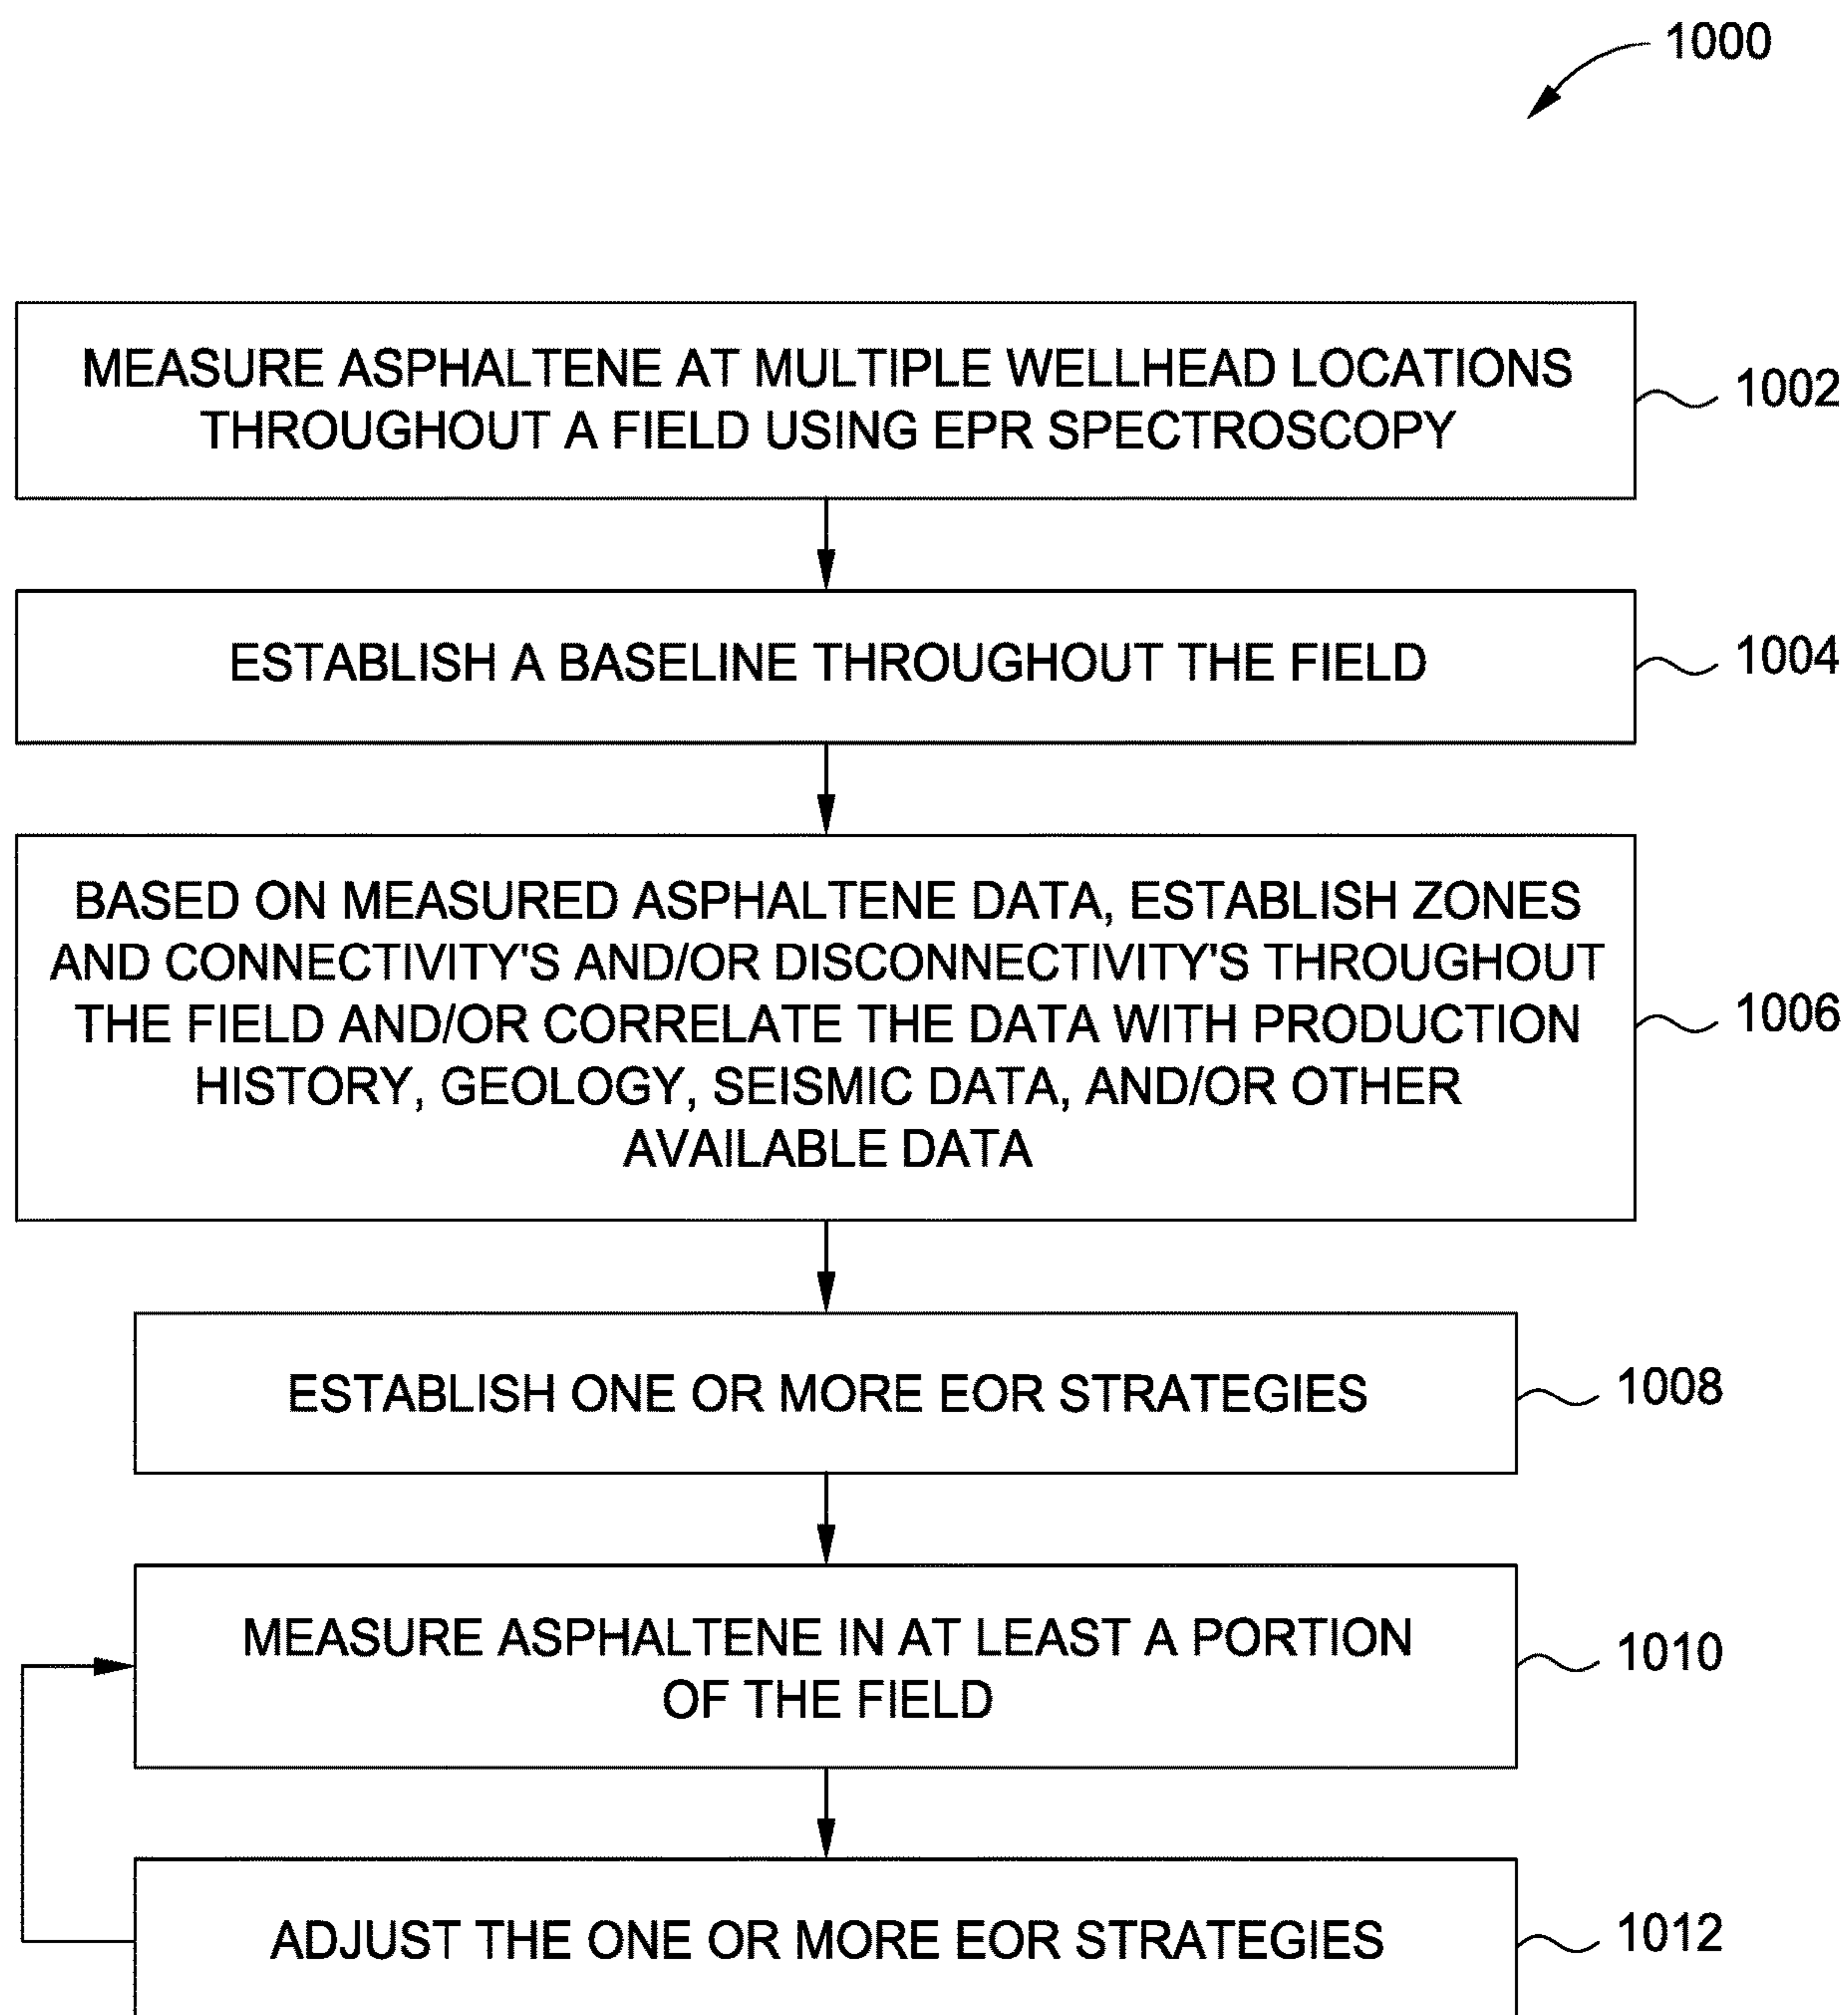 1000
MEASURE ASPHALTENE AT MULTIPLE WELLHEAD LOCATIONS
THROUGHOUT A FIELD USING EPR SPECTROSCOPY
1002
ESTABLISH A BASELINE THROUGHOUT THE FIELD
1004
BASED ON MEASURED ASPHALTENE DATA, ESTABLISH ZONES
AND CONNECTIVITY'S AND/OR DISCONNECTIVITY'S THROUGHOUT
THE FIELD AND/OR CORRELATE THE DATA WITH PRODUCTION
HISTORY, GEOLOGY, SEISMIC DATA, AND/OR OTHER
AVAILABLE DATA
1006
ESTABLISH ONE OR MORE EOR STRATEGIES
1008
MEASURE ASPHALTENE IN AT LEAST A PORTION
OF THE FIELD
1010
ADJUST THE ONE OR MORE EOR STRATEGIES
1012